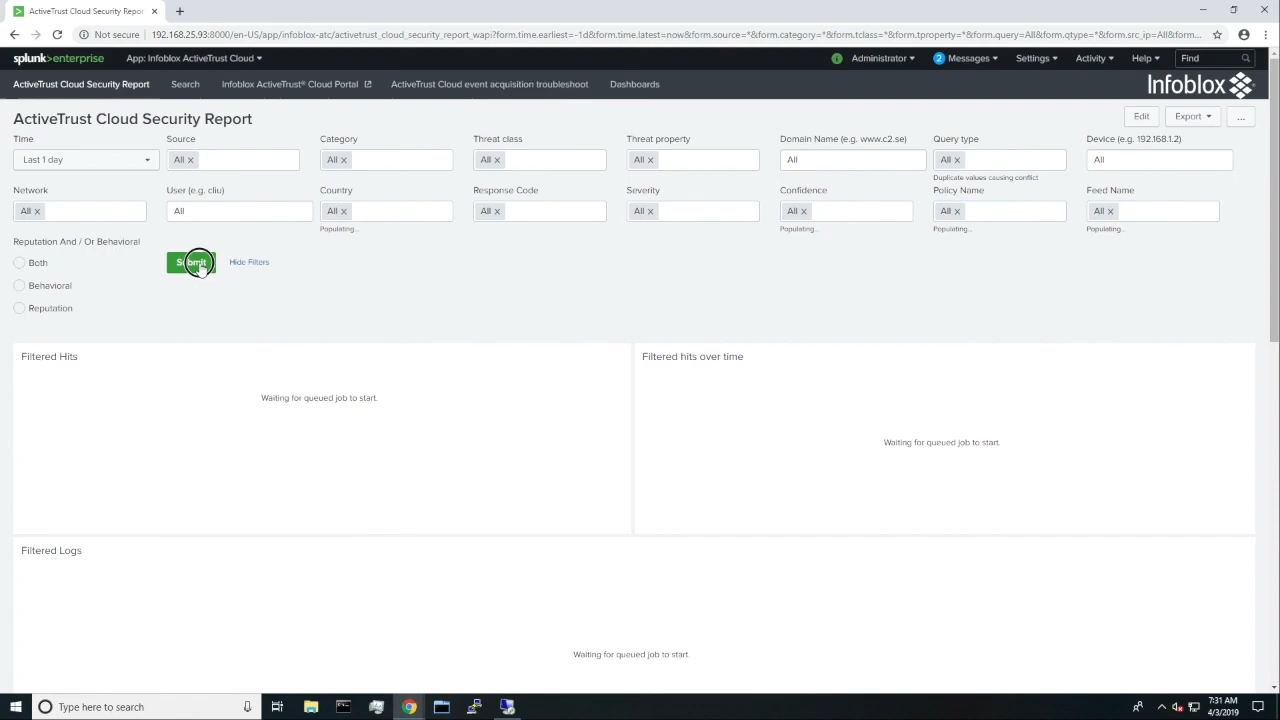 ActiveTrust Cloud Security Report
Not secure
192.168.25.93:8000/en-US/app/infoblox-atc/activetrust_cloud_security_report_wapi?form.time.earliest=-1d&form.time.latest=now&form.source=*&form.category=*&form.tclass=*&form.tproperty=*&form.query=All&form.qtype=*&form.src_ip=All&form...
splunk>enterprise
App: Infoblox ActiveTrust Cloud
i
Administrator
2 Messages
Settings
Activity
Help
Find
ActiveTrust Cloud Security Report
Search
Infoblox ActiveTrust® Cloud Portal
ActiveTrust Cloud event acquisition troubleshoot
Dashboards
Infoblox
ActiveTrust Cloud Security Report
Edit
Export
...
Time
Source
Category
Threat class
Threat property
Domain Name (e.g. www.c2.se)
Query type
Device (e.g. 192.168.1.2)
Last 1 day
All ×
All ×
All ×
All ×
All
All ×
All
Duplicate values causing conflict
Network
User (e.g. cliu)
Country
Response Code
Severity
Confidence
Policy Name
Feed Name
All ×
All
All ×
All ×
All ×
All ×
All ×
All ×
Populating...
Populating...
Populating...
Populating...
Reputation And / Or Behavioral
Both
Submit
Hide Filters
Behavioral
Reputation
Filtered Hits
Filtered hits over time
Waiting for queued job to start.
Waiting for queued job to start.
Filtered Logs
Waiting for queued job to start.
Type here to search
7:31 AM
4/3/2019